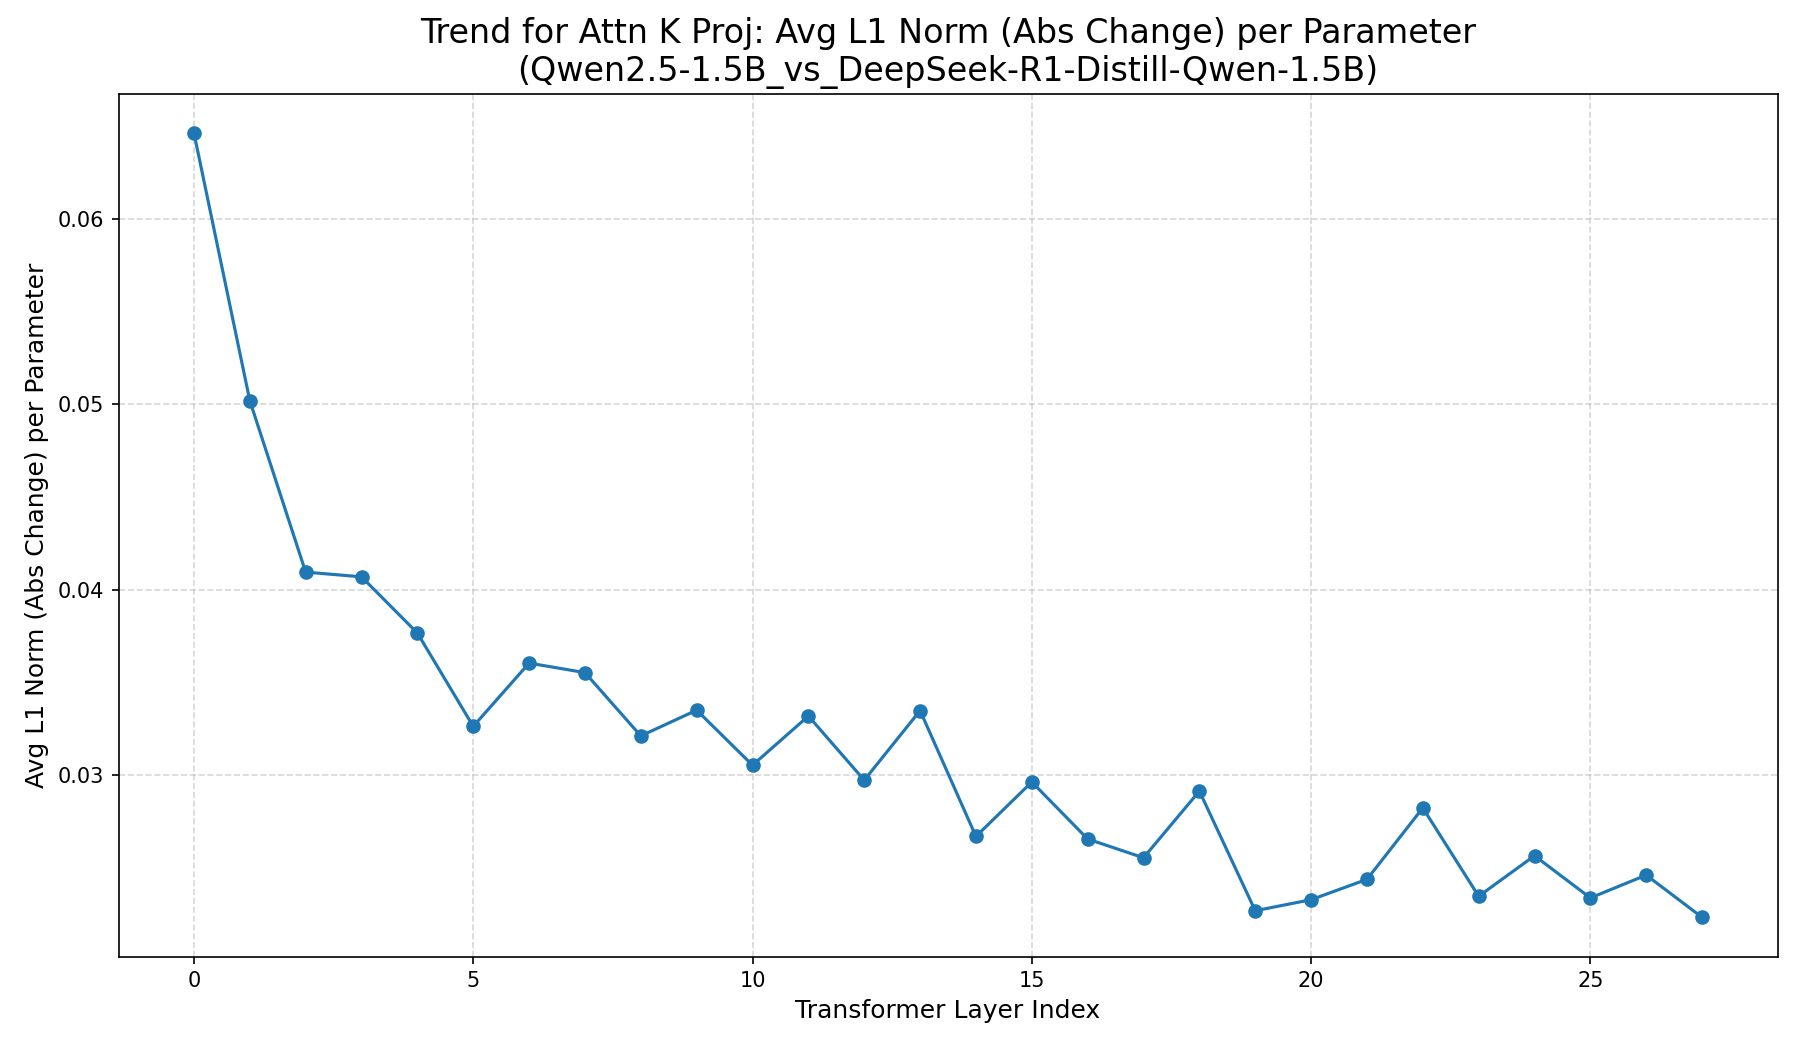 Trend for Attn K Proj: Avg L1 Norm (Abs Change) per Parameter
(Qwen2.5-1.5B_vs_DeepSeek-R1-Distill-Qwen-1.5B)
Avg L1 Norm (Abs Change) per Parameter
0.06
0.05
0.04
0.03
0 5 10 15 20 25
Transformer Layer Index